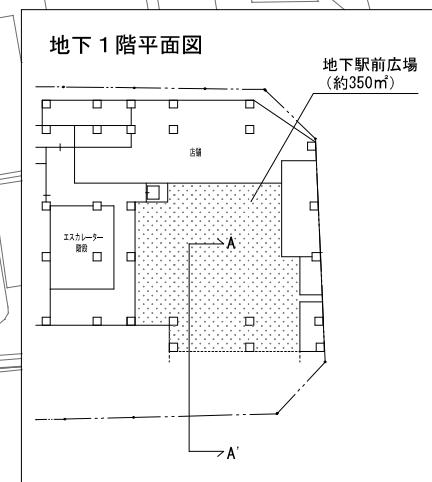 地下１階平面図
地下駅前広場
（約350㎡）
店舗
エスカレーター
階段
A
A'